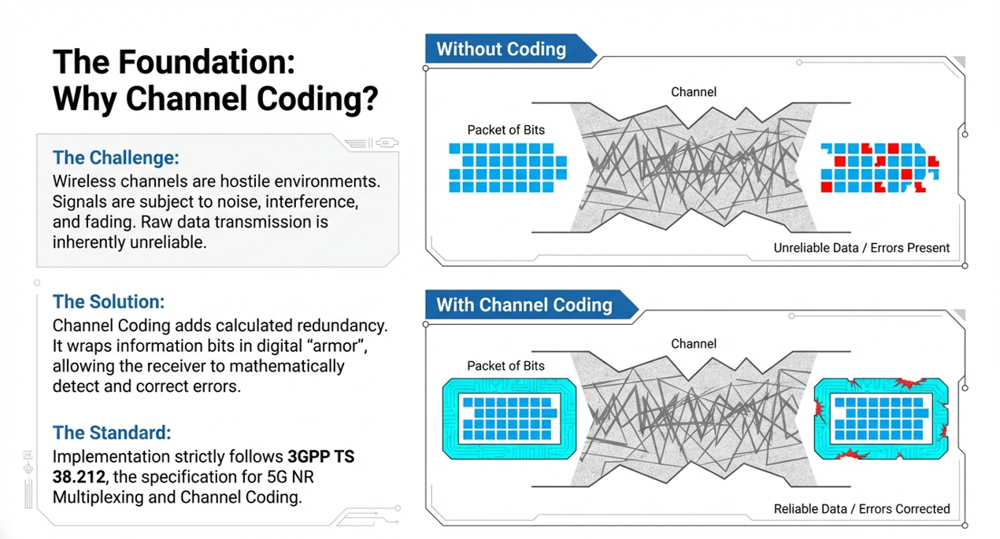 The Foundation:
Why Channel Coding?
The Challenge:
Wireless channels are hostile environments.
Signals are subject to noise, interference,
and fading. Raw data transmission is
inherently unreliable.
The Solution:
Channel Coding adds calculated redundancy.
It wraps information bits in digital “armor”,
allowing the receiver to mathematically
detect and correct errors.
The Standard:
Implementation strictly follows 3GPP TS
38.212, the specification for 5G NR
Multiplexing and Channel Coding.
Without Coding
Channel
Packet of Bits
Unreliable Data / Errors Present
With Channel Coding
Channel
Packet of Bits
Reliable Data / Errors Corrected